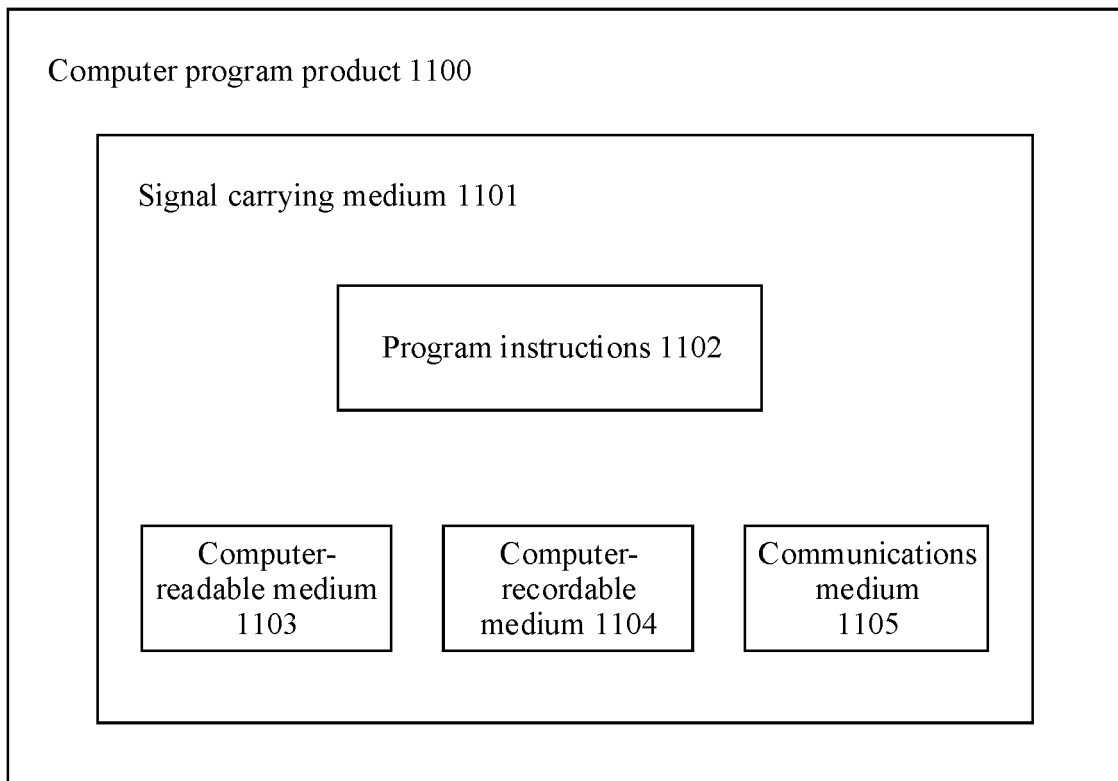 Computer program product 1100
Signal carrying medium 1101
Program instructions 1102
Computer-
readable medium
1103
Computer-
recordable
medium 1104
Communications
medium
1105